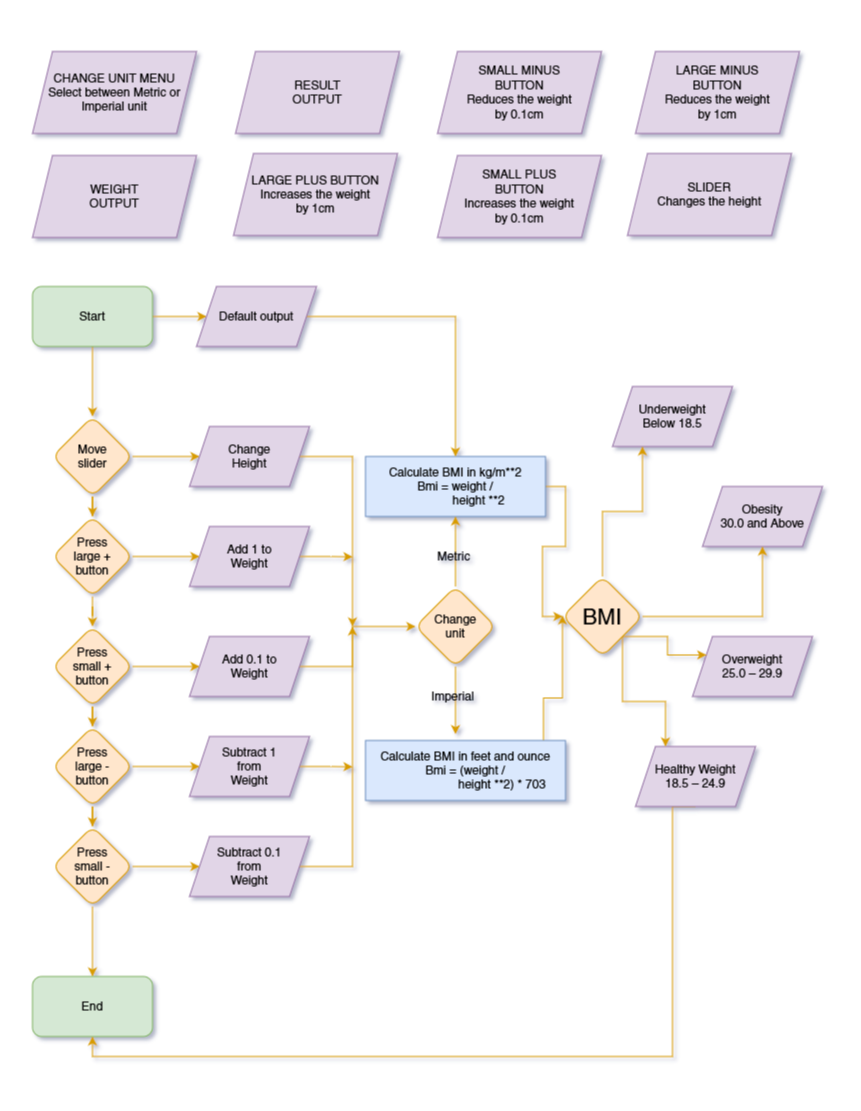 CHANGE UNIT MENU
Select between Metric or
Imperial unit
RESULT
OUTPUT
SMALL MINUS
BUTTON
Reduces the weight
by 0.1cm
LARGE MINUS
BUTTON
Reduces the weight
by 1cm
WEIGHT
OUTPUT
LARGE PLUS BUTTON
Increases the weight
by 1cm
SMALL PLUS
BUTTON
Increases the weight
by 0.1cm
SLIDER
Changes the height
Start
Default output
Move
slider
Change
Height
Press
large +
button
Add 1 to
Weight
Press
small +
button
Add 0.1 to
Weight
Press
large -
button
Subtract 1
from
Weight
Press
small -
button
Subtract 0.1
from
Weight
End
Calculate BMI in kg/m**2
Bmi = weight /
height **2
Metric
Change
unit
Imperial
Calculate BMI in feet and ounce
Bmi = (weight /
height **2) * 703
BMI
Underweight
Below 18.5
Obesity
30.0 and Above
Overweight
25.0 – 29.9
Healthy Weight
18.5 – 24.9